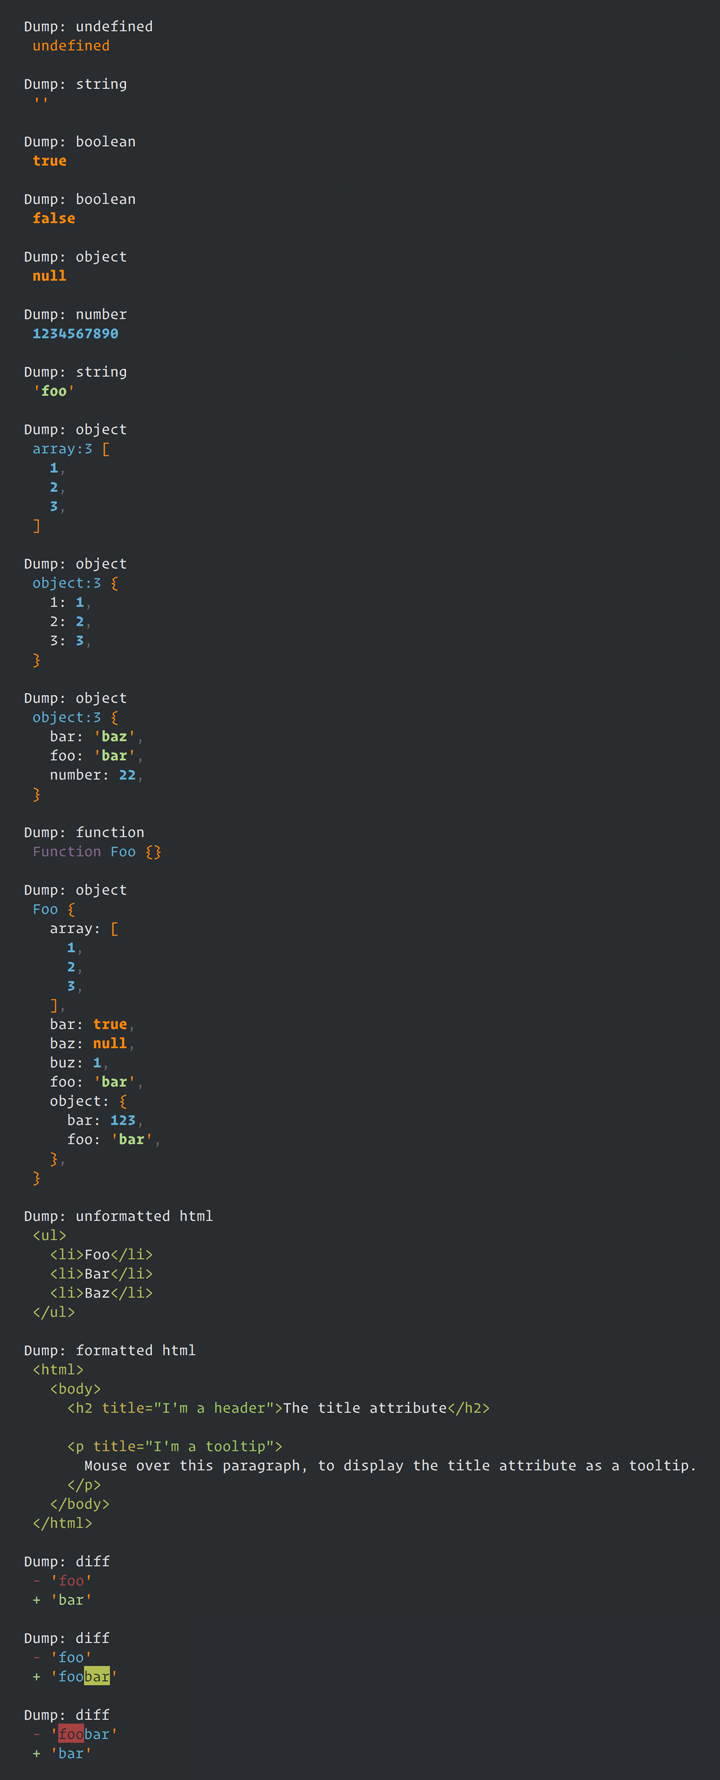 Dump: undefined
undefined
Dump: string
''
Dump: boolean
true
Dump: boolean
false
Dump: object
null
Dump: number
1234567890
Dump: string
'foo'
Dump: object
array:3 [
1,
2,
3,
]
Dump: object
object:3 {
1: 1,
2: 2,
3: 3,
}
Dump: object
object:3 {
bar: 'baz',
foo: 'bar',
number: 22,
}
Dump: function
Function Foo {}
Dump: object
Foo {
array: [
1,
2,
3,
],
bar: true,
baz: null,
buz: 1,
foo: 'bar',
object: {
bar: 123,
foo: 'bar',
},
}
Dump: unformatted html
<ul>
<li>Foo</li>
<li>Bar</li>
<li>Baz</li>
</ul>
Dump: formatted html
<html>
<body>
<h2 title="I'm a header">The title attribute</h2>
<p title="I'm a tooltip">
Mouse over this paragraph, to display the title attribute as a tooltip.
</p>
</body>
</html>
Dump: diff
- 'foo'
+ 'bar'
Dump: diff
- 'foo'
+ 'foobar'
Dump: diff
- 'foobar'
+ 'bar'